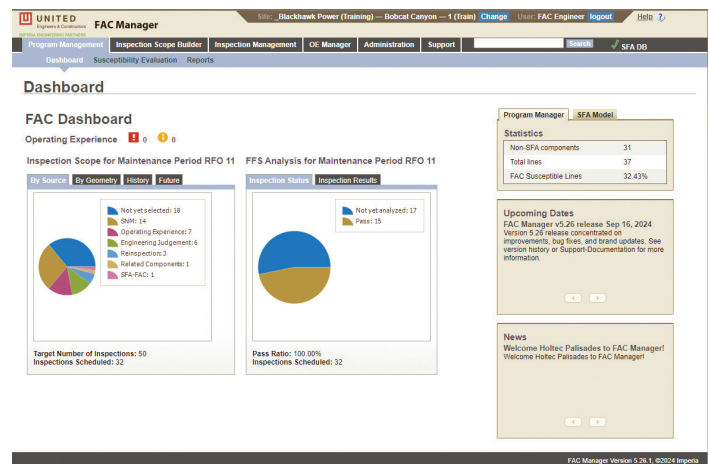 UNITED
Engineers & Constructors
FAC Manager
Site: _Blackhawk Power (Training) — Bobcat Canyon — 1 (Train) Change User: FAC Engineer logout Help ?
Program Management Inspection Scope Builder Inspection Management OE Manager Administration Support Search SFA DB
Dashboard Susceptibility Evaluation Reports
Dashboard
FAC Dashboard
Operating Experience ! 0 0
Inspection Scope for Maintenance Period RFO 11
By Source By Geometry History Future
Not yet selected: 18
SNM: 14
Operating Experience: 7
Engineering Judgement: 6
Reinspection: 3
Related Components: 1
SFA-FAC: 1
Target Number of Inspections: 50
Inspections Scheduled: 32
FFS Analysis for Maintenance Period RFO 11
Inspection Status Inspection Results
Not yet analyzed: 17
Pass: 15
Pass Ratio: 100.00%
Inspections Scheduled: 32
Program Manager SFA Model
Statistics
Non-SFA components 31
Total lines 37
FAC Susceptible Lines 32.43%
Upcoming Dates
FAC Manager v5.26 release Sep 16, 2024
Version 5.26 release concentrated on
improvements, bug fixes, and brand updates. See
version history or Support-Documentation for more
information.
News
Welcome Holtec Palisades to FAC Manager!
Welcome Holtec Palisades to FAC Manager!
FAC Manager Version 5.26.1, ©2024 Imperia